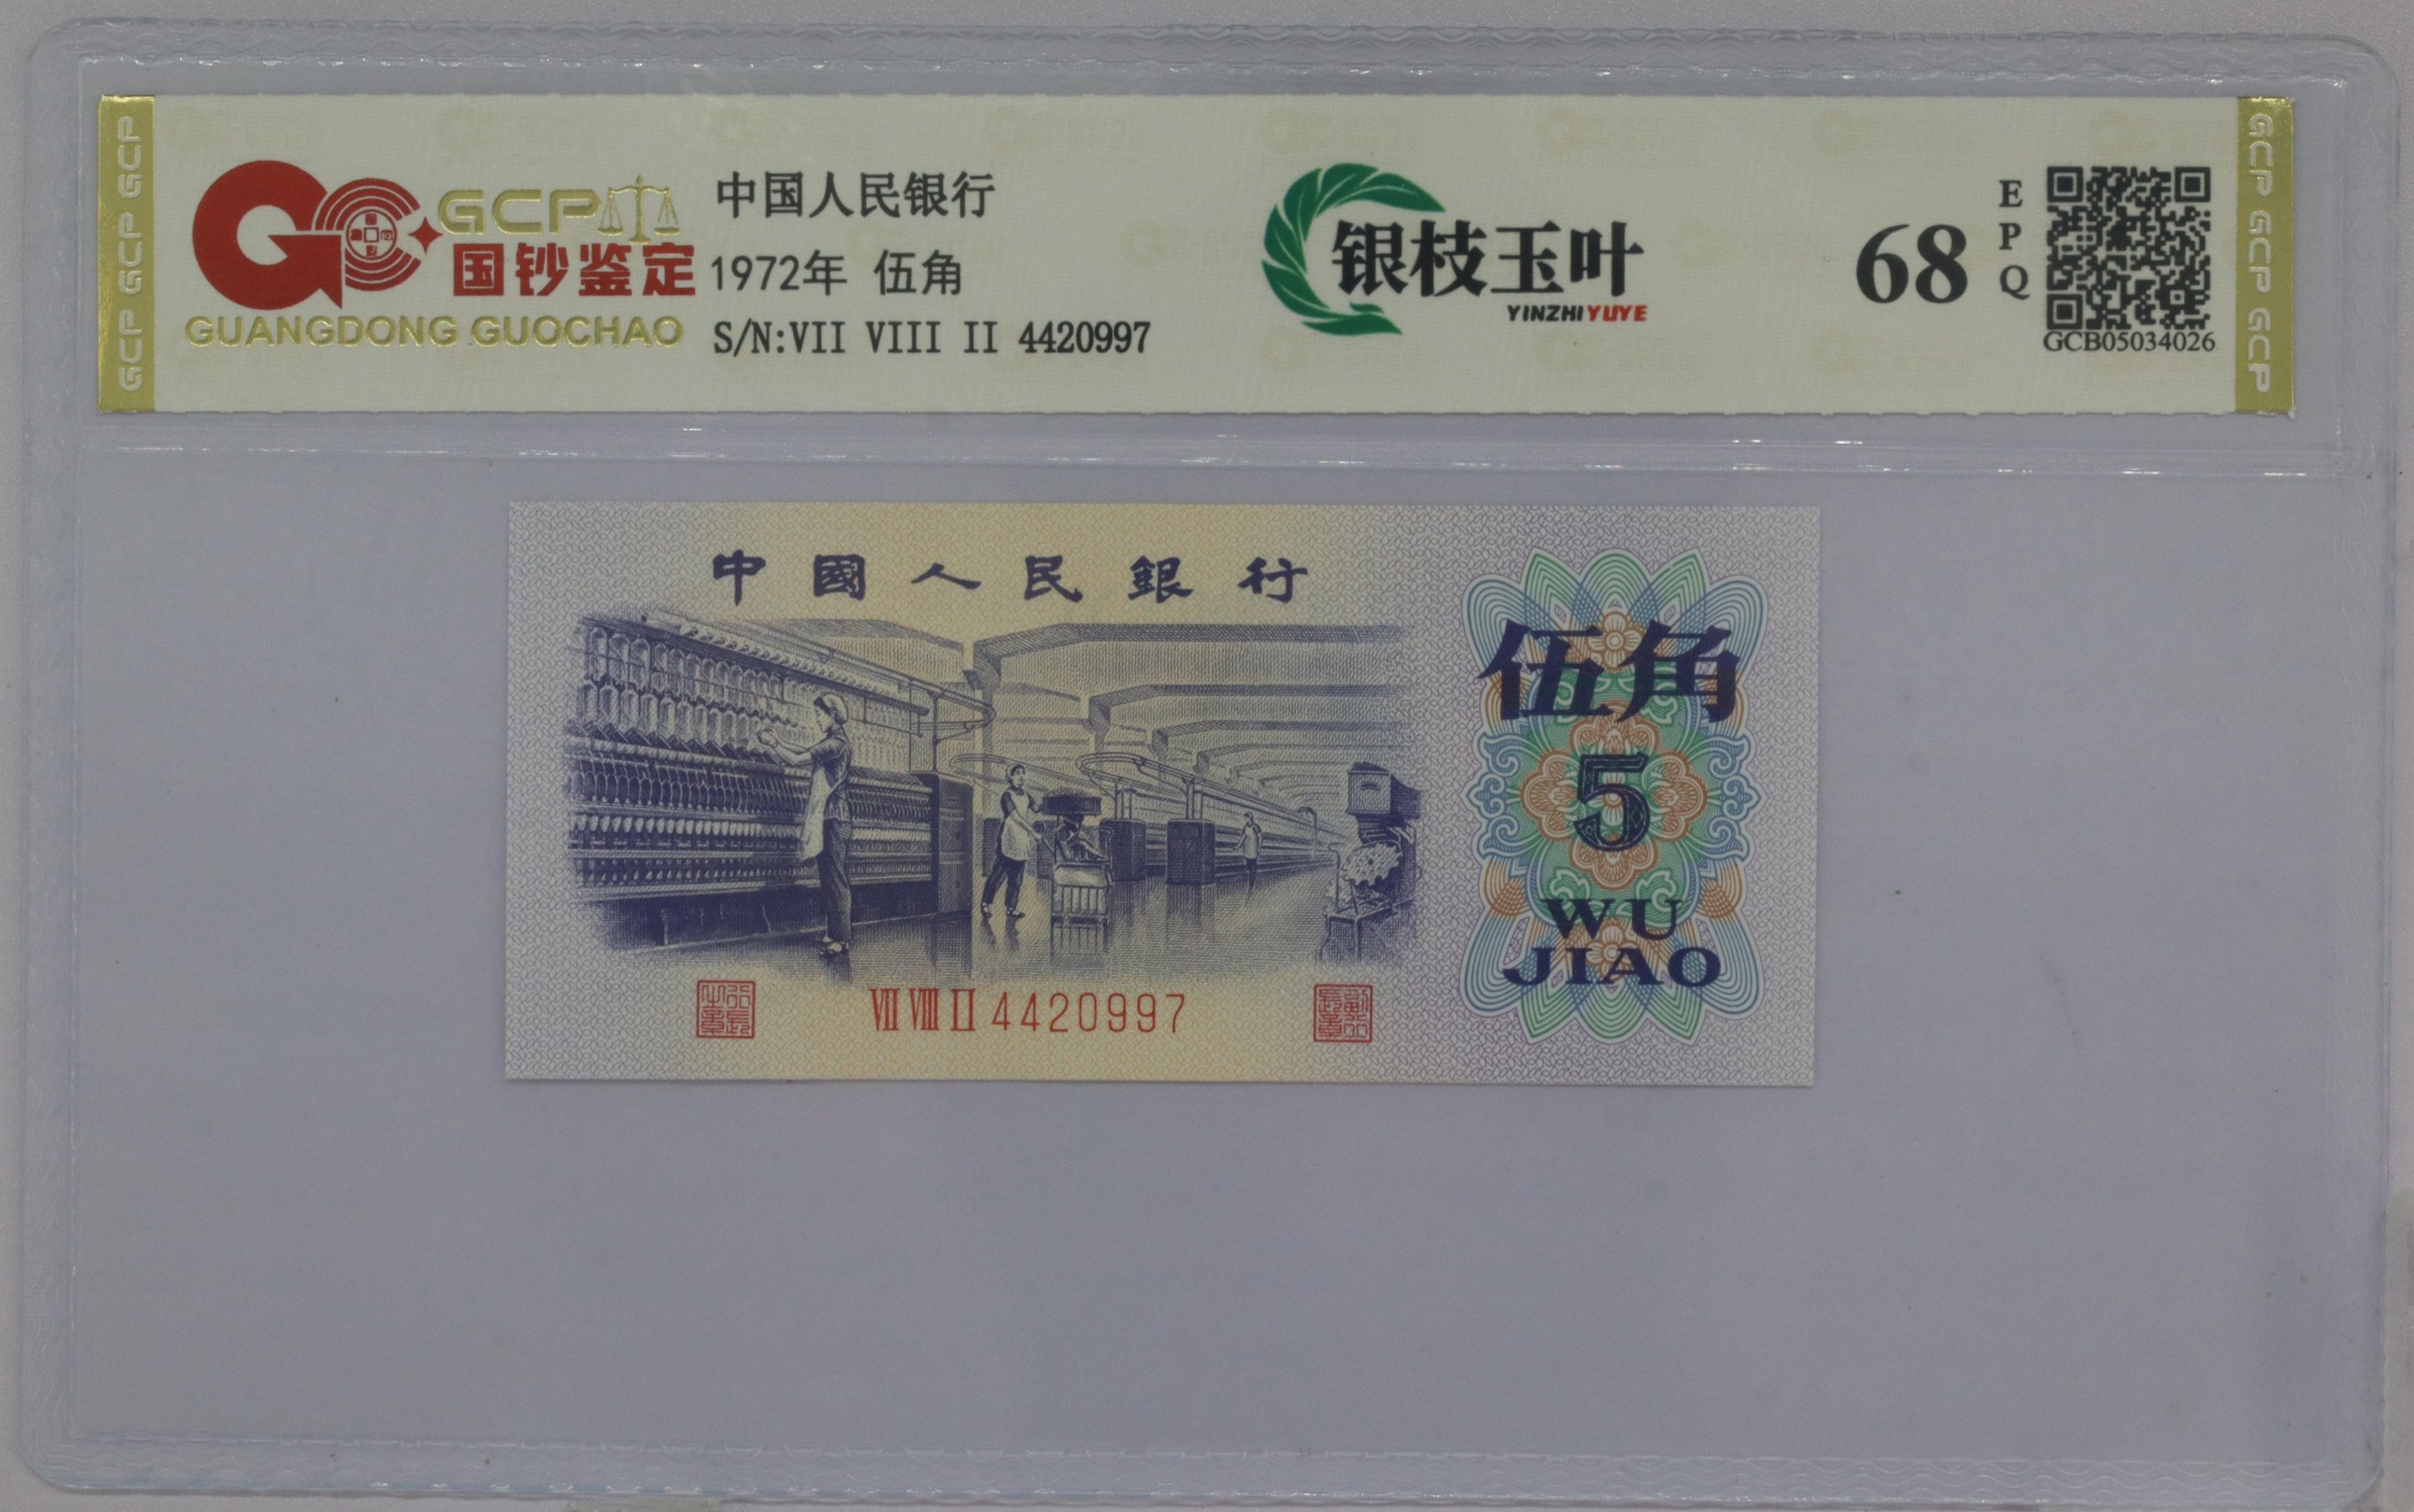 GCP GCP GCP
GCP
国钞鉴定
GUANGDONG GUOCHAO
中国人民银行
1972年 伍角
S/N:VII VIII II 4420997
银枝玉叶
YINZHIYUYE
68
EPQ
GCB05034026
GCP GCP GCP
中國人民銀行
伍角
5
WU
JIAO
VII VIII II 4420997